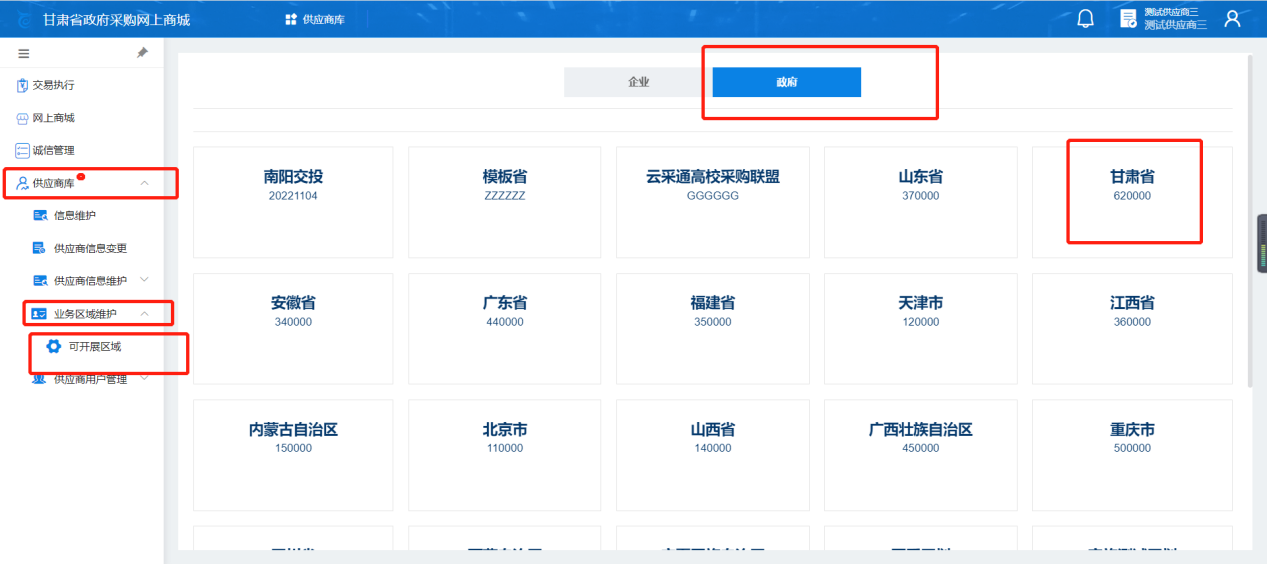 甘肃省政府采购网上商城
供应商库
测试供应商三
测试供应商三
交易执行
网上商城
诚信管理
供应商库
信息维护
供应商信息变更
供应商信息维护
业务区域维护
可开展区域
供应商用户管理
企业
政府
南阳交投
20221104
模板省
ZZZZZZ
云采通高校采购联盟
GGGGGG
山东省
370000
甘肃省
620000
安徽省
340000
广东省
440000
福建省
350000
天津市
120000
江西省
360000
内蒙古自治区
150000
北京市
110000
山西省
140000
广西壮族自治区
450000
重庆市
500000